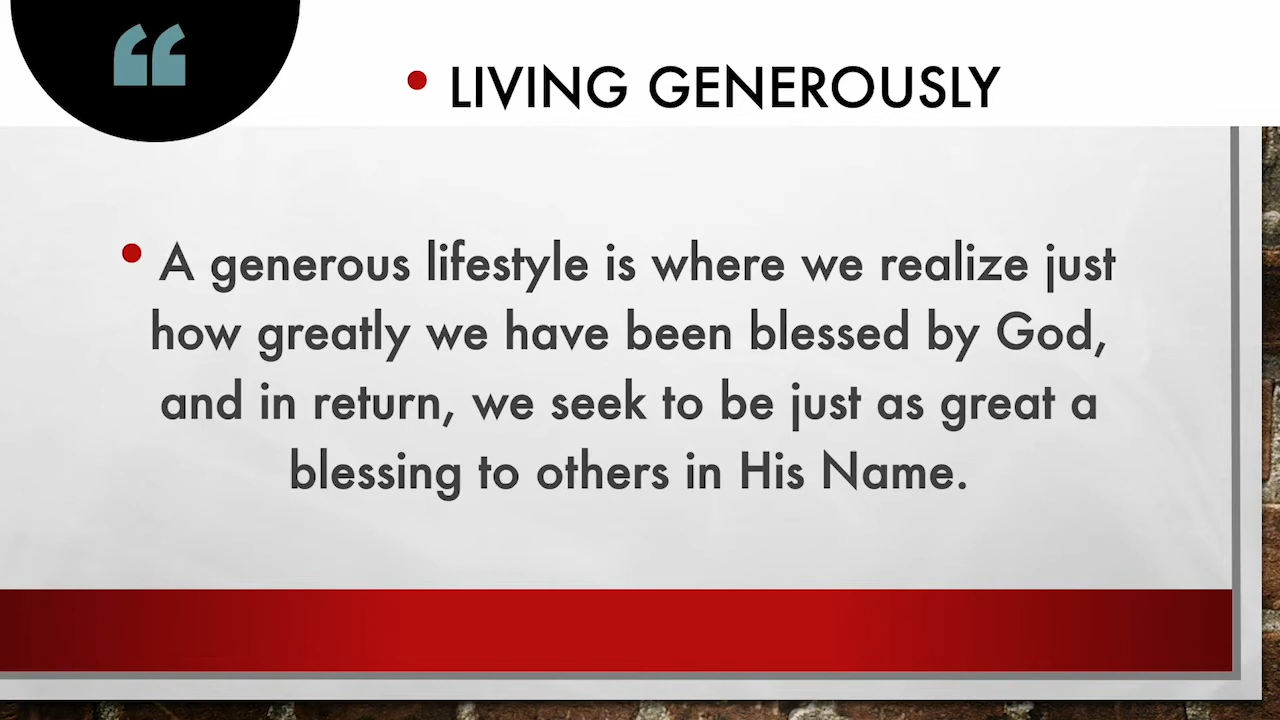 “
• LIVING GENEROUSLY
• A generous lifestyle is where we realize just
how greatly we have been blessed by God,
and in return, we seek to be just as great a
blessing to others in His Name.